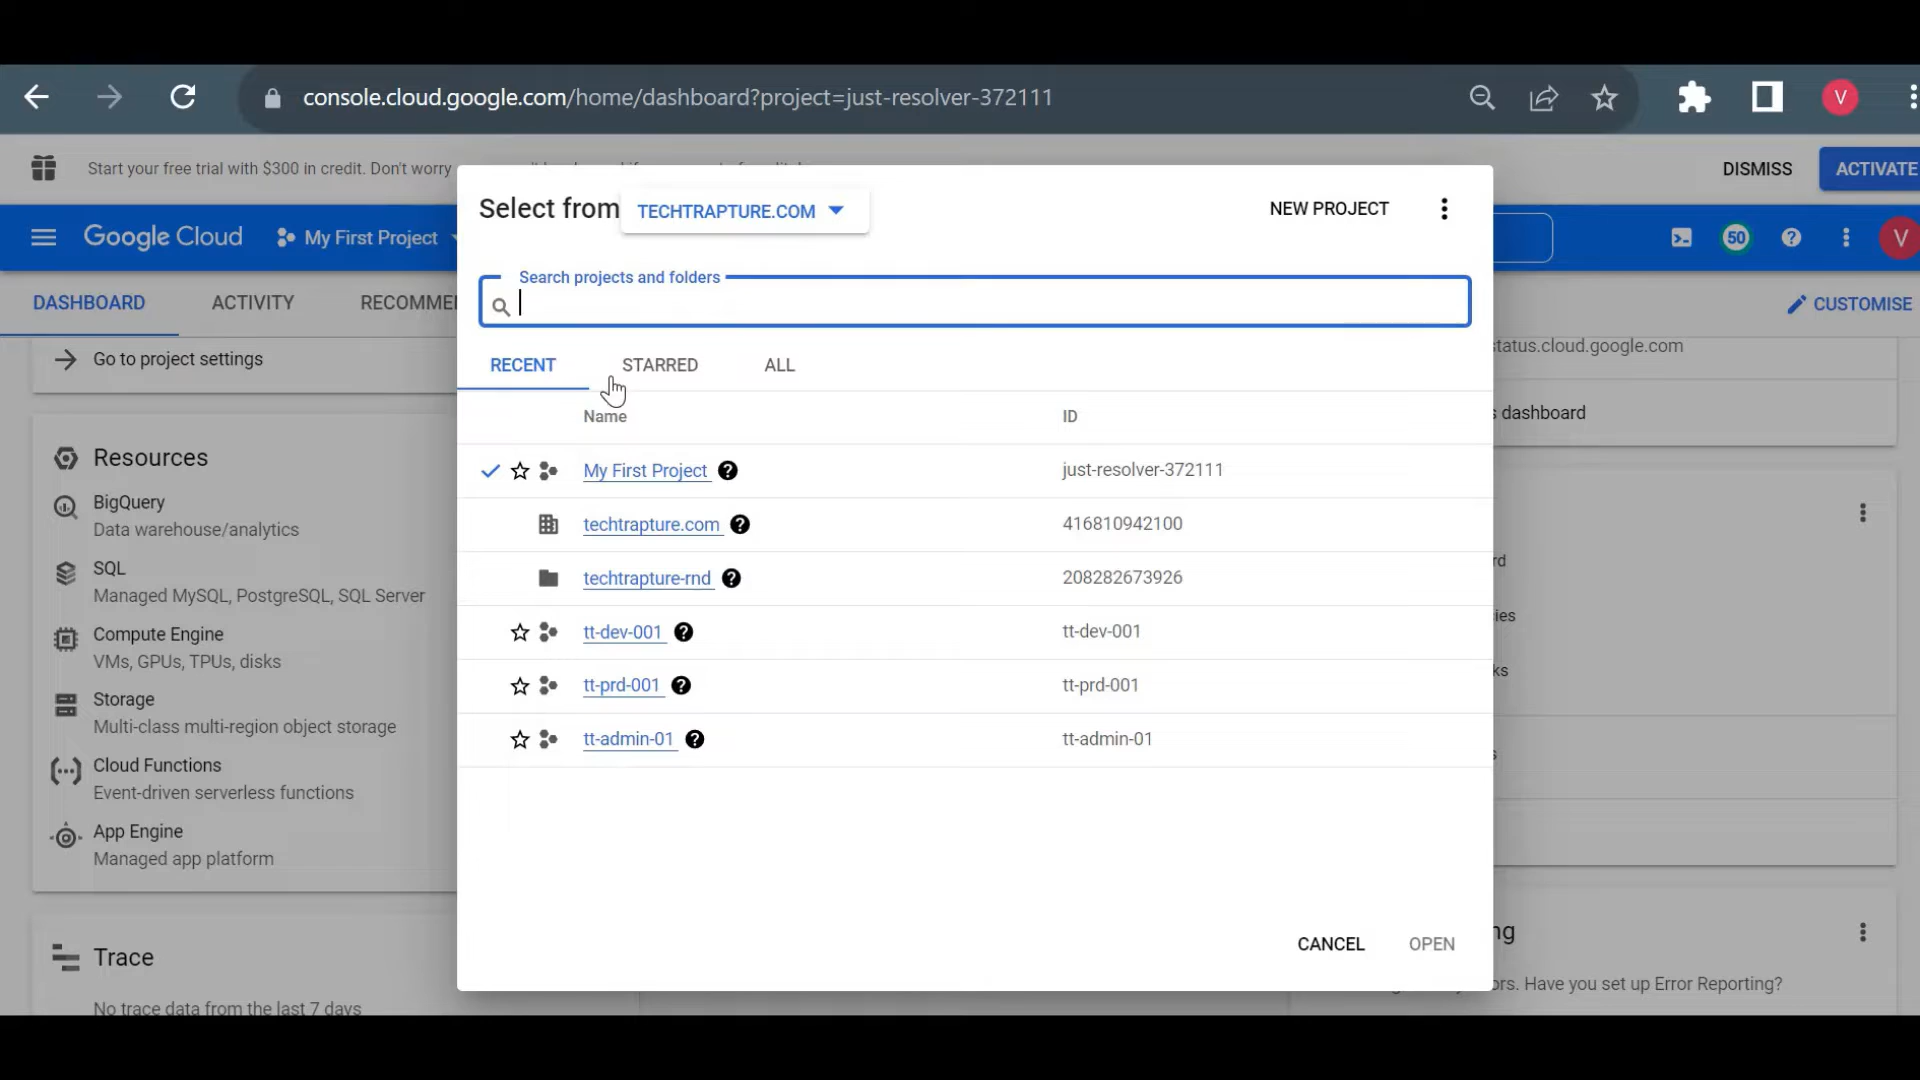 console.cloud.google.com/home/dashboard?project=just-resolver-372111
V
Start your free trial with $300 in credit. Don't worry
DISMISS
ACTIVATE
Google Cloud
My First Project
50
V
DASHBOARD
ACTIVITY
RECOMME
CUSTOMISE
Go to project settings
Resources
BigQuery
Data warehouse/analytics
SQL
Managed MySQL, PostgreSQL, SQL Server
Compute Engine
VMs, GPUs, TPUs, disks
Storage
Multi-class multi-region object storage
Cloud Functions
Event-driven serverless functions
App Engine
Managed app platform
Trace
No trace data from the last 7 days
Select from TECHTRAPTURE.COM
NEW PROJECT
Search projects and folders
RECENT STARRED ALL
Name ID
My First Project ? just-resolver-372111
techtrapture.com ? 416810942100
techtrapture-rnd ? 208282673926
tt-dev-001 ? tt-dev-001
tt-prd-001 ? tt-prd-001
tt-admin-01 ? tt-admin-01
CANCEL OPEN
status.cloud.google.com
s dashboard
rd
ies
ks
s
ng
ors. Have you set up Error Reporting?